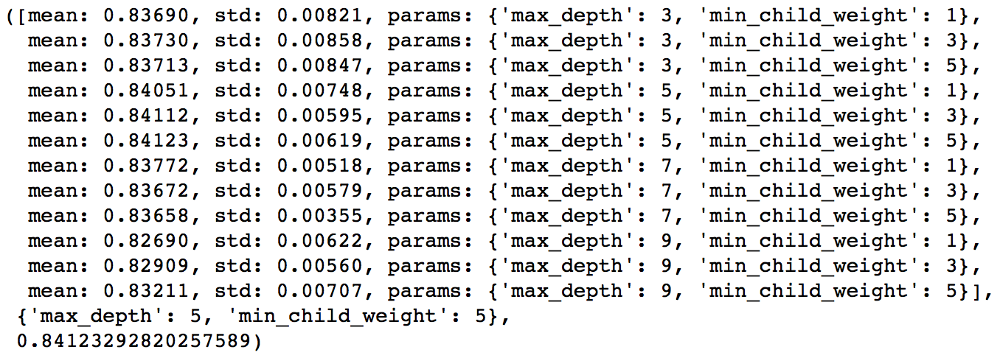 ([mean: 0.83690, std: 0.00821, params: {'max_depth': 3, 'min_child_weight': 1},
mean: 0.83730, std: 0.00858, params: {'max_depth': 3, 'min_child_weight': 3},
mean: 0.83713, std: 0.00847, params: {'max_depth': 3, 'min_child_weight': 5},
mean: 0.84051, std: 0.00748, params: {'max_depth': 5, 'min_child_weight': 1},
mean: 0.84112, std: 0.00595, params: {'max_depth': 5, 'min_child_weight': 3},
mean: 0.84123, std: 0.00619, params: {'max_depth': 5, 'min_child_weight': 5},
mean: 0.83772, std: 0.00518, params: {'max_depth': 7, 'min_child_weight': 1},
mean: 0.83672, std: 0.00579, params: {'max_depth': 7, 'min_child_weight': 3},
mean: 0.83658, std: 0.00355, params: {'max_depth': 7, 'min_child_weight': 5},
mean: 0.82690, std: 0.00622, params: {'max_depth': 9, 'min_child_weight': 1},
mean: 0.82909, std: 0.00560, params: {'max_depth': 9, 'min_child_weight': 3},
mean: 0.83211, std: 0.00707, params: {'max_depth': 9, 'min_child_weight': 5}],
{'max_depth': 5, 'min_child_weight': 5},
0.84123292820257589)